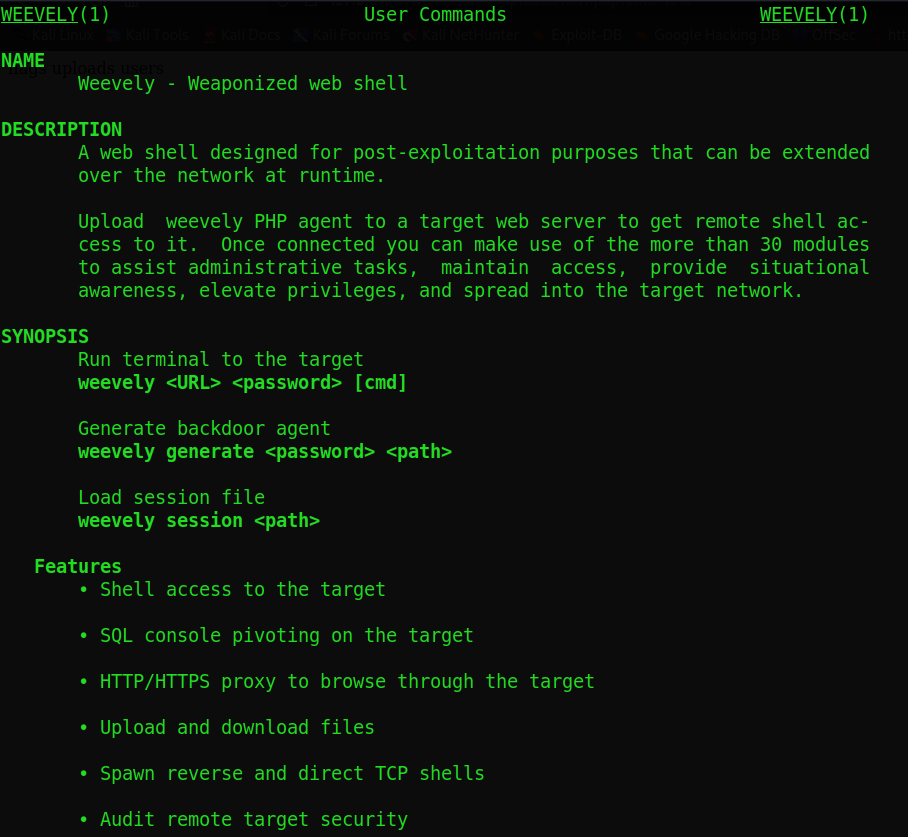 WEEVELY(1) User Commands WEEVELY(1)
Kali Linux Kali Tools Kali Docs Kali Forums Kali NetHunter Exploit-DB Google Hacking DB OffSec
NAME
uploads users
Weevely - Weaponized web shell
DESCRIPTION
A web shell designed for post-exploitation purposes that can be extended
over the network at runtime.
Upload weevely PHP agent to a target web server to get remote shell ac-
cess to it. Once connected you can make use of the more than 30 modules
to assist administrative tasks, maintain access, provide situational
awareness, elevate privileges, and spread into the target network.
SYNOPSIS
Run terminal to the target
weevely <URL> <password> [cmd]
Generate backdoor agent
weevely generate <password> <path>
Load session file
weevely session <path>
Features
• Shell access to the target
• SQL console pivoting on the target
• HTTP/HTTPS proxy to browse through the target
• Upload and download files
• Spawn reverse and direct TCP shells
• Audit remote target security